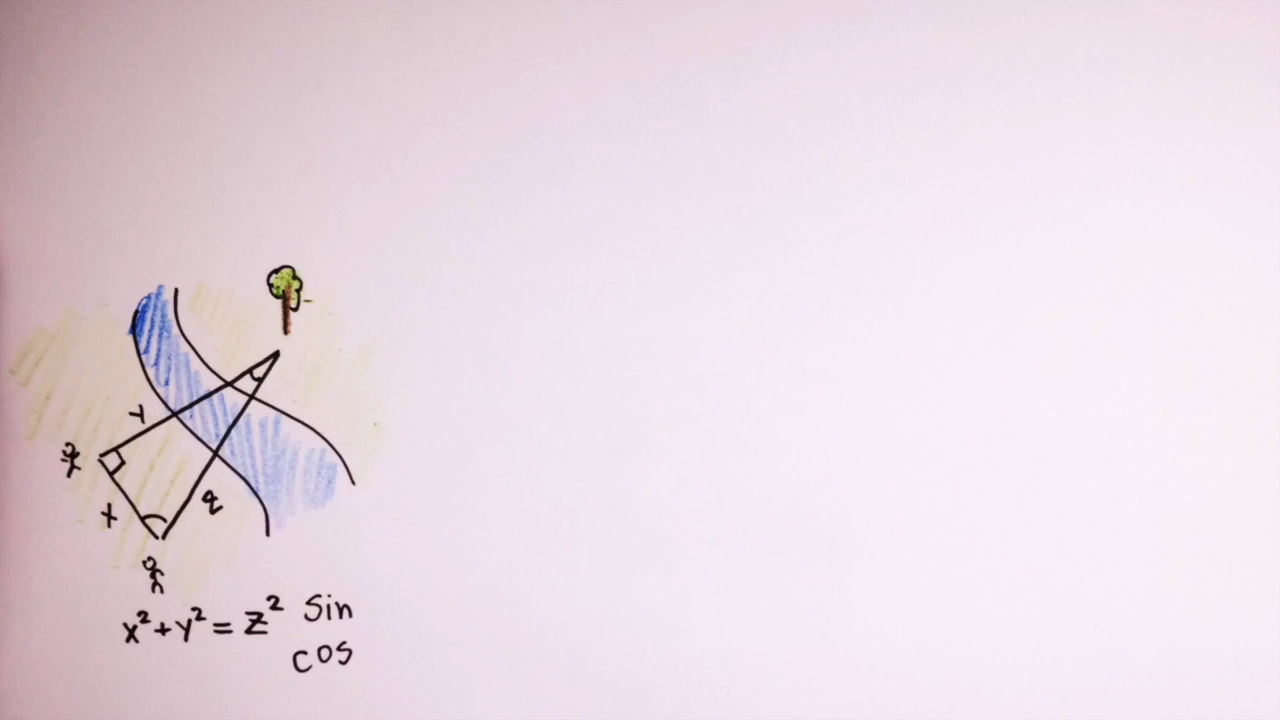 Y
X
z
x² + y² = z² Sin
cos